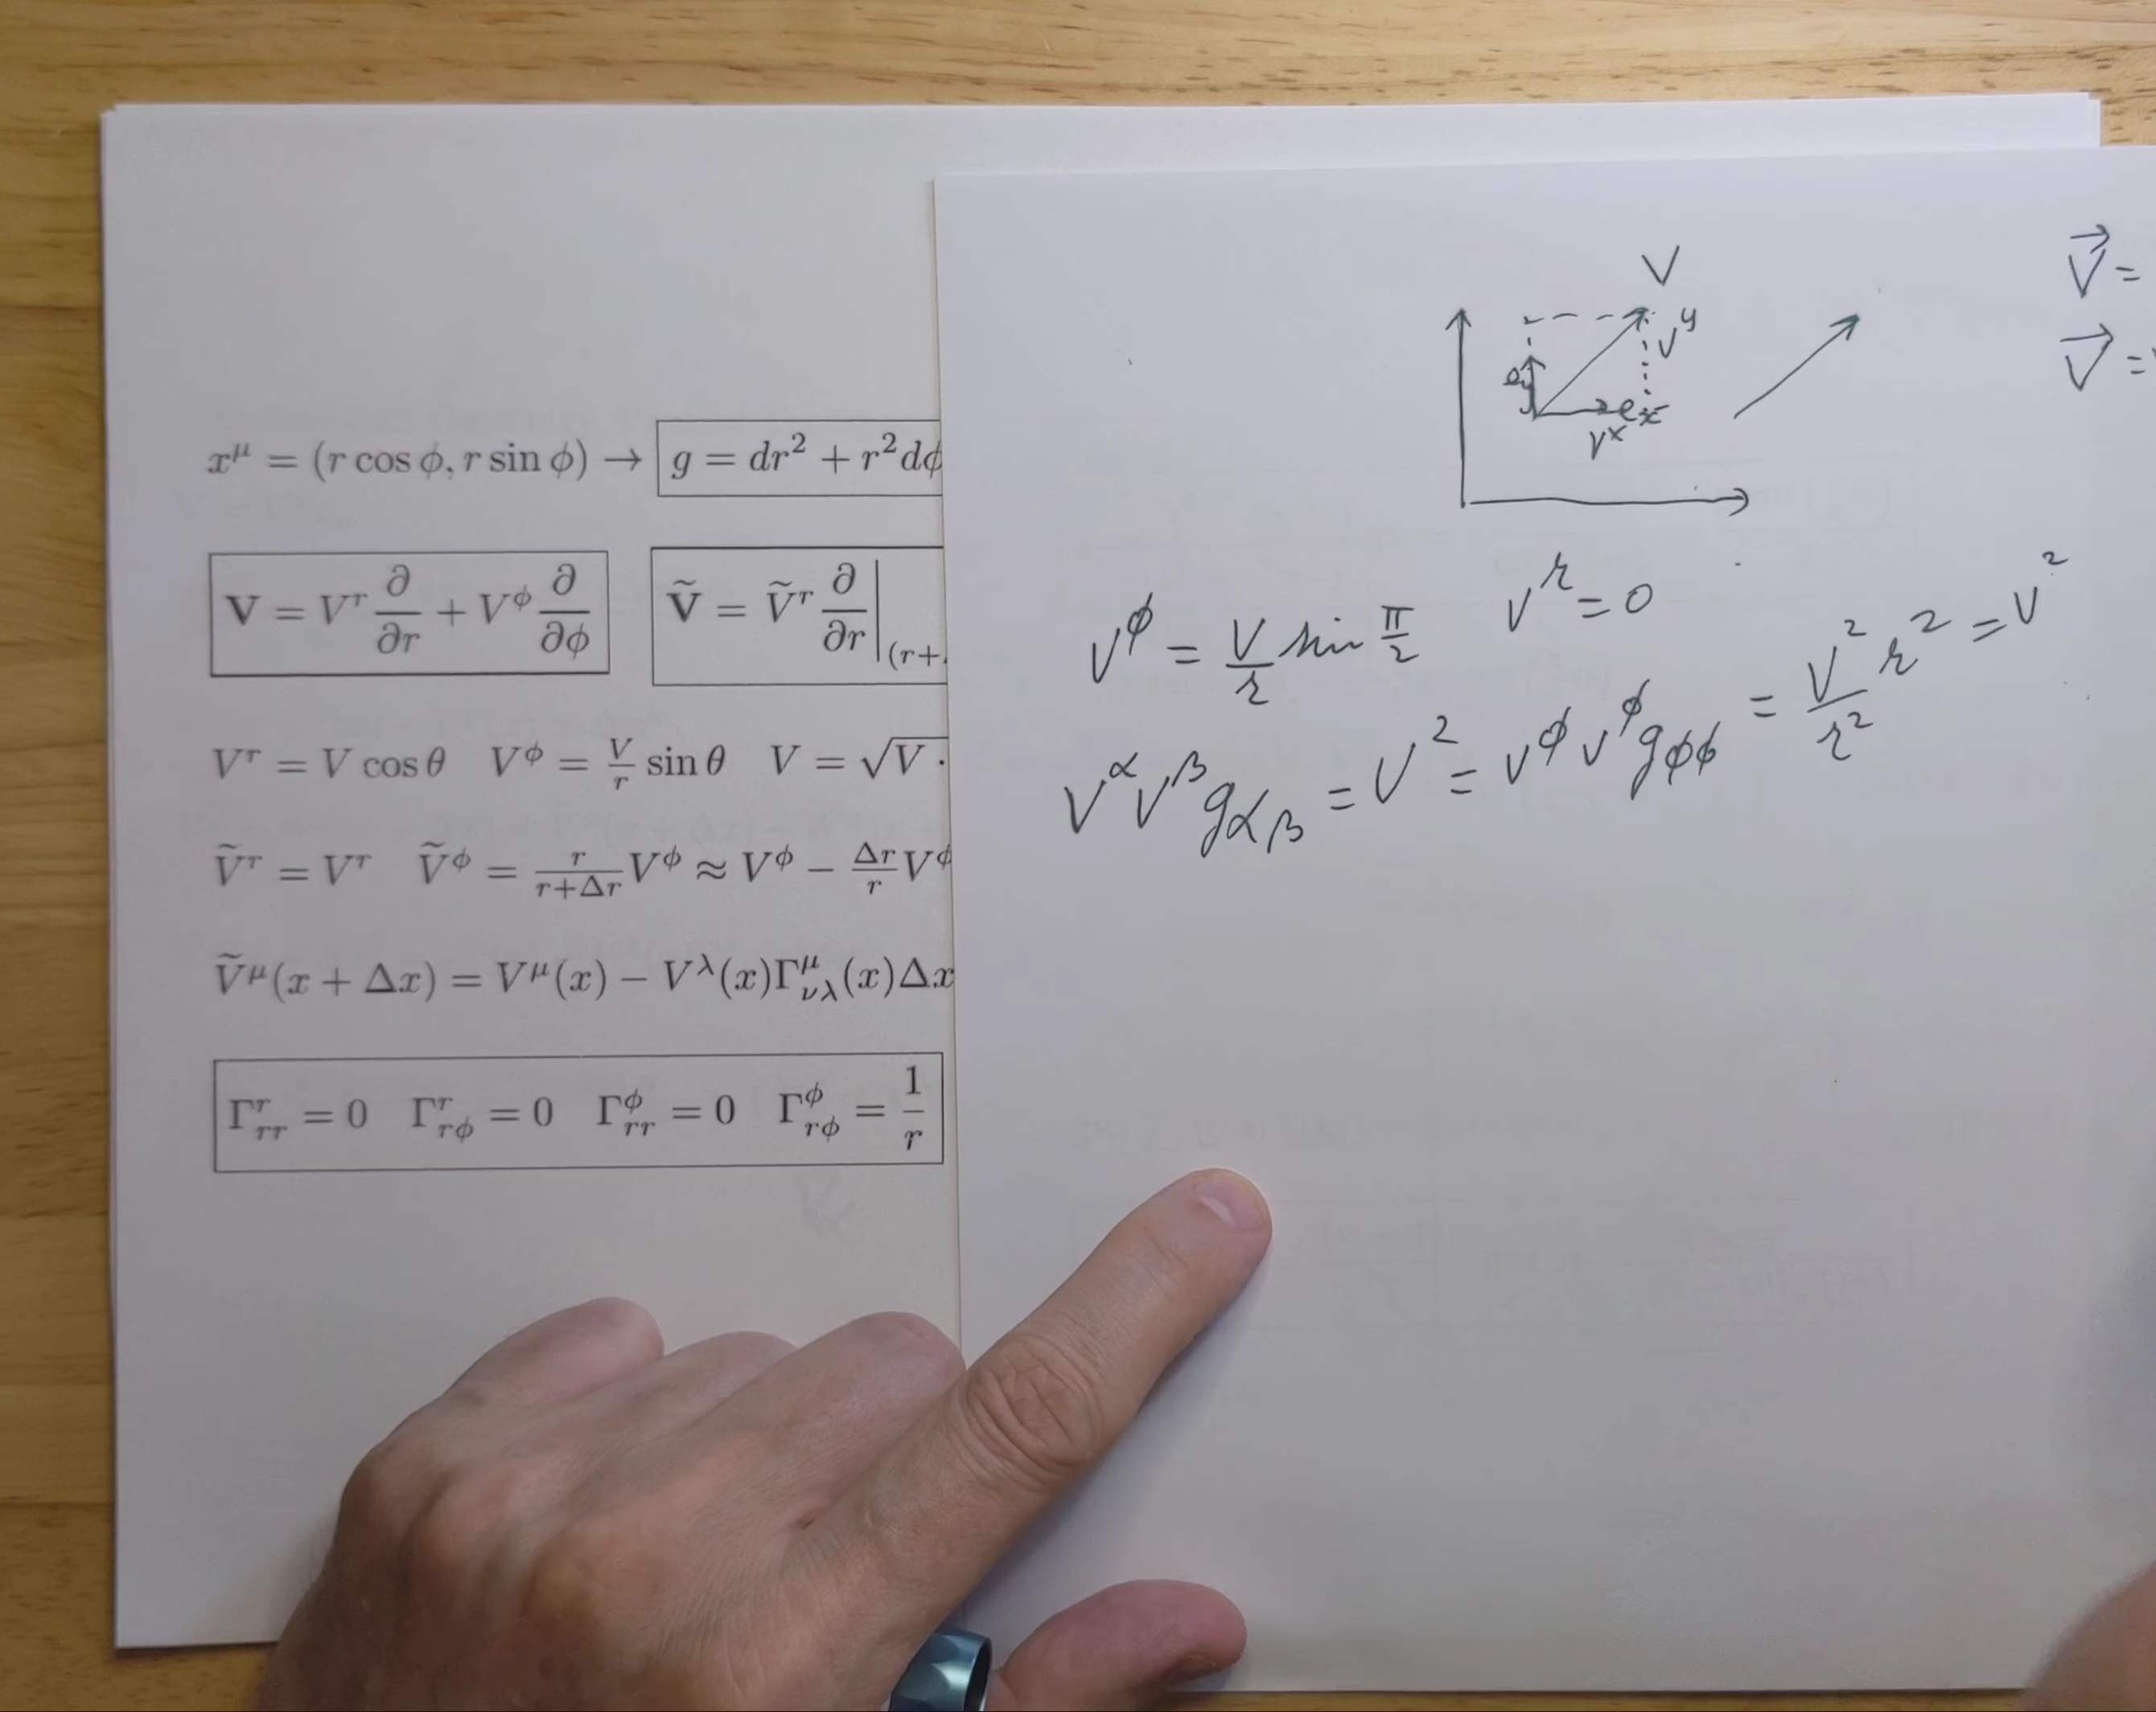 x^μ = (r cos ϕ, r sin ϕ) → g = dr² + r²dϕ
V = V^r ∂/∂r + V^ϕ ∂/∂ϕ   Ṽ = Ṽ^r ∂/∂r |_(r+
V^r = V cos θ   V^ϕ = V/r sin θ   V = √V ·
Ṽ^r = V^r   Ṽ^ϕ = r/(r+Δr) V^ϕ ≈ V^ϕ − Δr/r V^ϕ
Ṽ^μ(x + Δx) = V^μ(x) − V^λ(x)Γ^μ_νλ(x)Δx
Γ^r_rr = 0   Γ^r_rϕ = 0   Γ^ϕ_rr = 0   Γ^ϕ_rϕ = 1/r
V
V^y
e_x
V^x
V⃗ =
V⃗ =
V^ϕ = V/r sin π/2   V^r = 0
V^α V^β g_αβ = V² = V^ϕ V^ϕ g_ϕϕ = V²/r² r² = V²